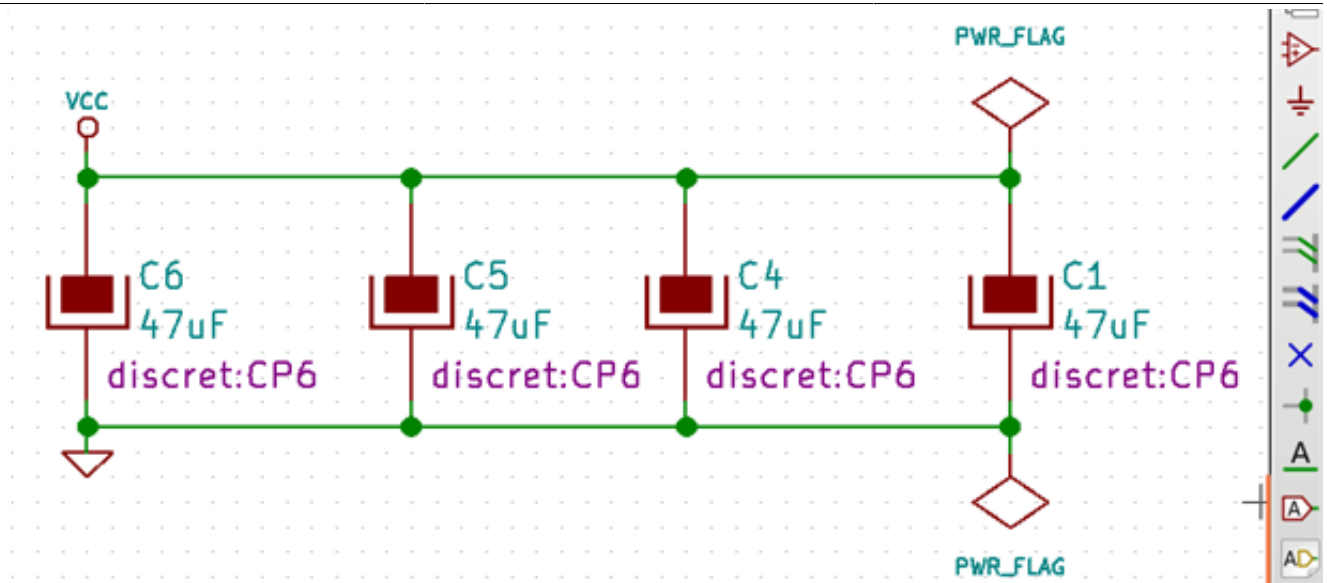 PWR_FLAG
VCC
C6
47uF
discret:CP6
C5
47uF
discret:CP6
C4
47uF
discret:CP6
C1
47uF
discret:CP6
PWR_FLAG
A
A
AD